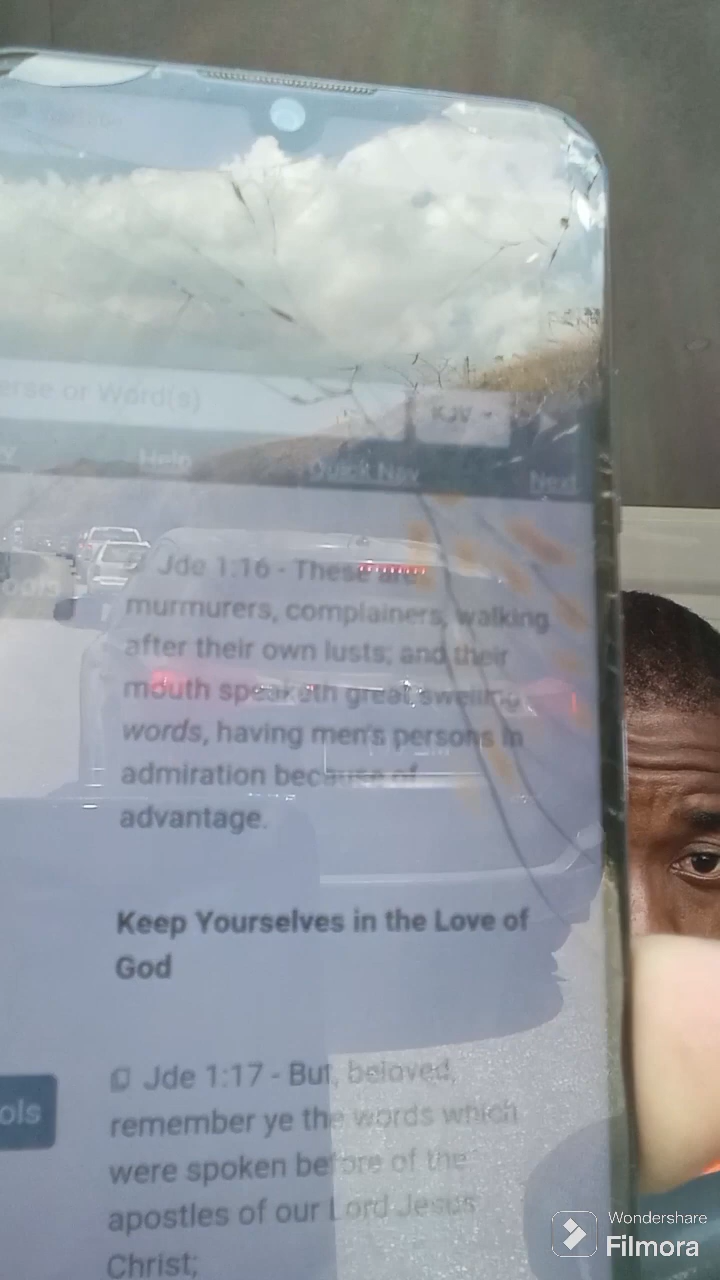 erse or Word(s)
KJV
Help
Quick Nav
Next
ools
Jde 1:16 - These are
murmurers, complainers, walking
after their own lusts; and their
mouth speaketh great swelling
words, having men's persons in
admiration because of
advantage.
Keep Yourselves in the Love of
God
ols
Jde 1:17 - But, beloved,
remember ye the words which
were spoken before of the
apostles of our Lord Jesus
Christ;
Wondershare
Filmora